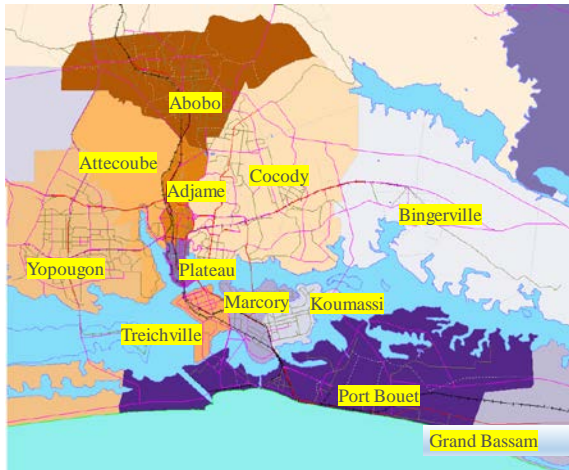 Abobo
Attecoube
Adjame
Cocody
Bingerville
Yopougon
Plateau
Marcory
Koumassi
Treichville
Port Bouet
Grand Bassam